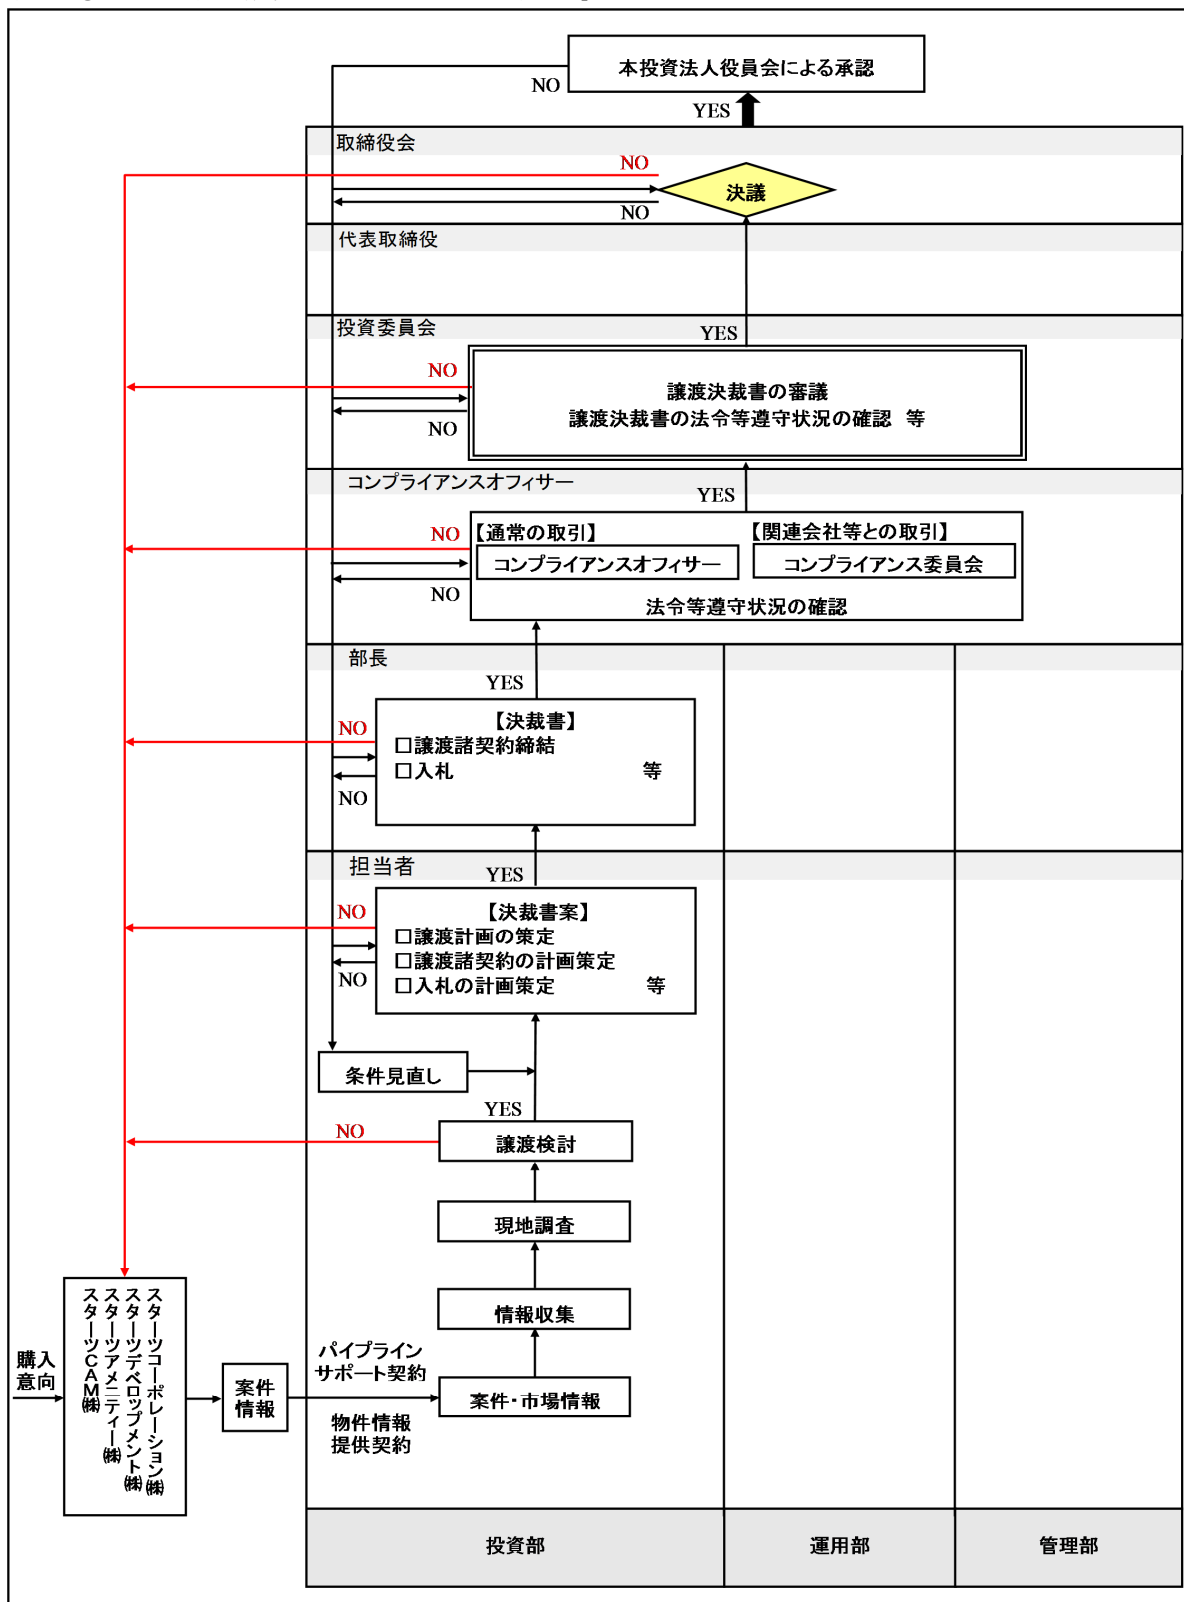 本投資法人役員会による承認
NO
YES
取締役会
NO
決議
NO
代表取締役
投資委員会
YES
NO
譲渡決裁書の審議
譲渡決裁書の法令等遵守状況の確認 等
NO
コンプライアンスオフィサー
YES
NO
【通常の取引】
【関連会社等との取引】
コンプライアンスオフィサー
コンプライアンス委員会
NO
法令等遵守状況の確認
部長
YES
NO
【決裁書】
□譲渡諸契約締結
□入札 等
NO
担当者
YES
NO
【決裁書案】
□譲渡計画の策定
□譲渡諸契約の計画策定
□入札の計画策定 等
NO
条件見直し
YES
NO
譲渡検討
現地調査
情報収集
購入
意向
スターツコーポレーション㈱
スターツデベロップメント㈱
スターツアメニティー㈱
スターツCAM㈱
案件
情報
パイプライン
サポート契約
物件情報
提供契約
案件・市場情報
投資部
運用部
管理部